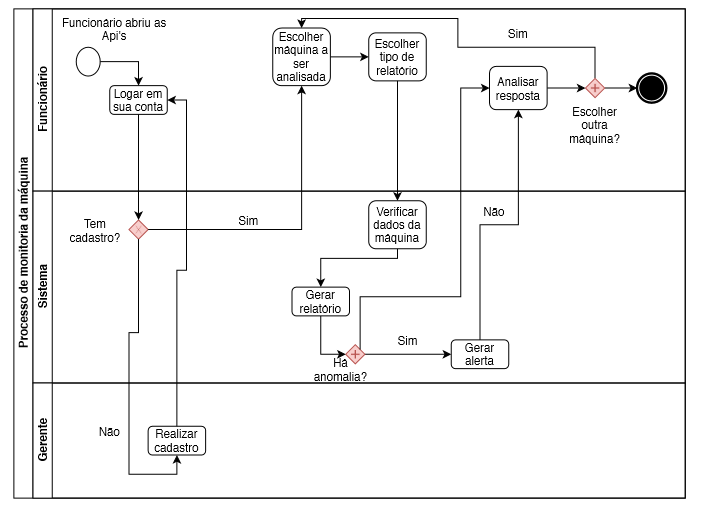 Processo de monitoria da máquina
Funcionário
Funcionário abriu as
Api's
Logar em
sua conta
Escolher
máquina a
ser
analisada
Escolher
tipo de
relatório
Sim
Analisar
resposta
Escolher
outra
máquina?
Sistema
Tem
cadastro?
Sim
Verificar
dados da
máquina
Não
Gerar
relatório
Há
anomalia?
Sim
Gerar
alerta
Gerente
Não
Realizar
cadastro